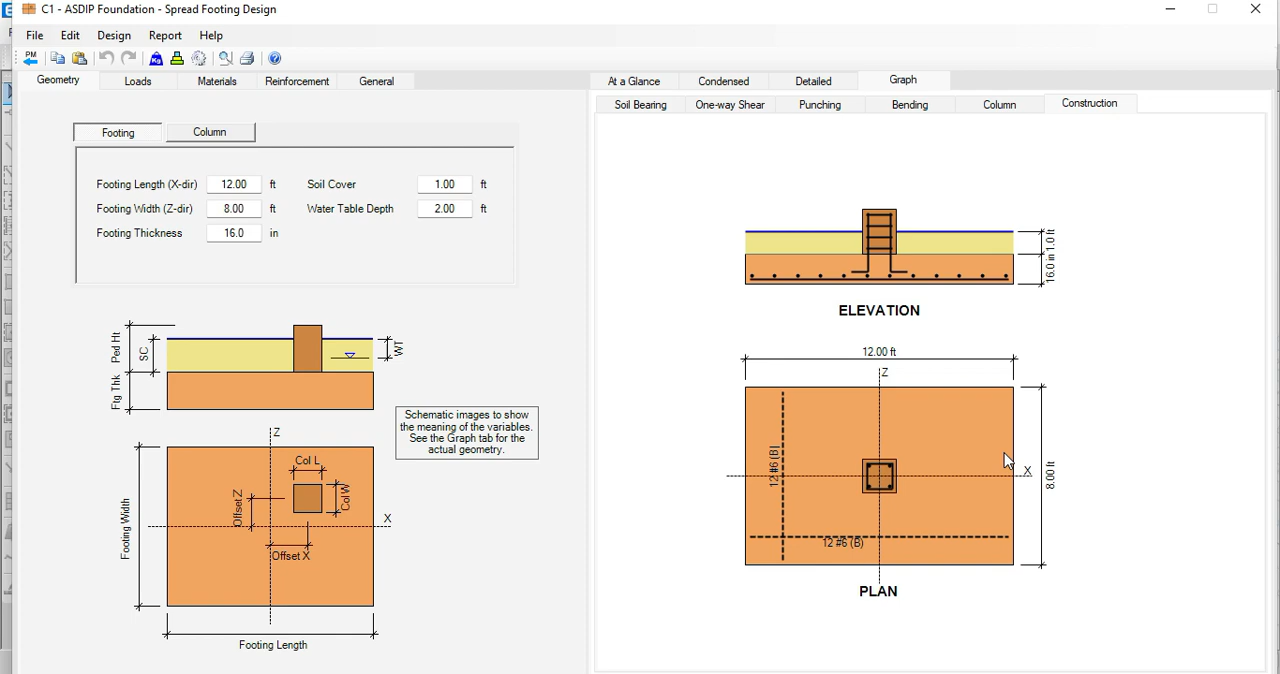 C1 - ASDIP Foundation - Spread Footing Design
File Edit Design Report Help
PM
Kg
Geometry Loads Materials Reinforcement General
Footing Column
Footing Length (X-dir) 12.00 ft Soil Cover 1.00 ft
Footing Width (Z-dir) 8.00 ft Water Table Depth 2.00 ft
Footing Thickness 16.0 in
Ped Ht
SC
WT
Ftg Thk
Schematic images to show
the meaning of the variables.
See the Graph tab for the
actual geometry.
Z
Col L
Col W
Offset Z
X
Offset X
Footing Width
Footing Length
At a Glance Condensed Detailed Graph
Soil Bearing One-way Shear Punching Bending Column Construction
16.0 in 1.0 ft
ELEVATION
12.00 ft
Z
12 #6 (B)
X
8.00 ft
12 #6 (B)
PLAN